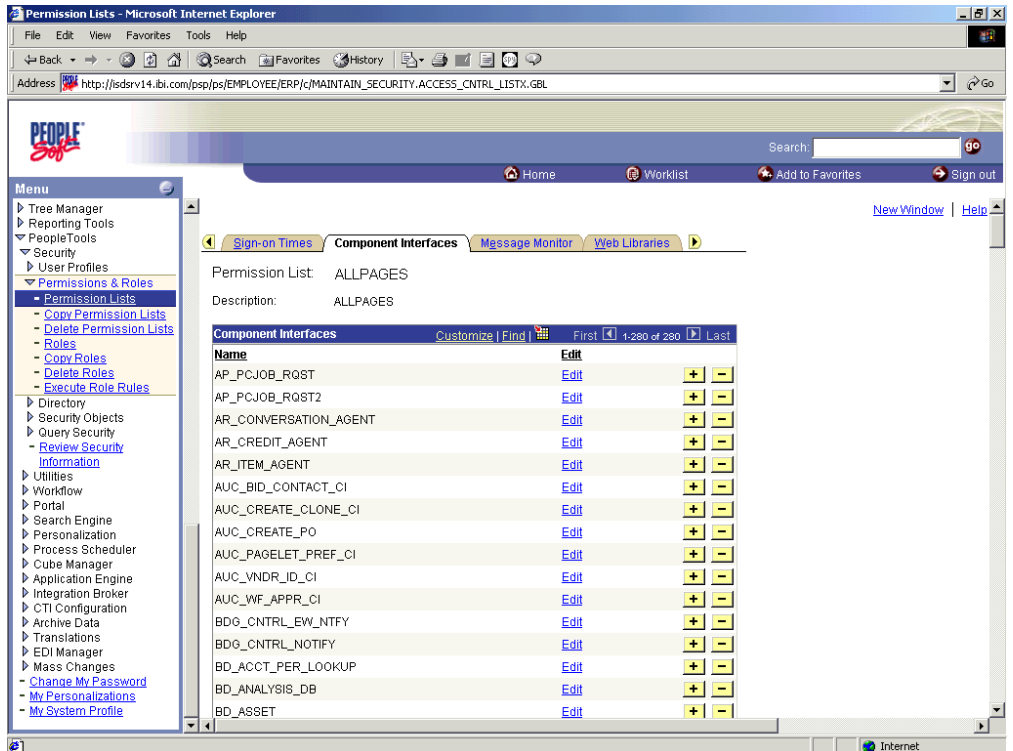 Permission Lists - Microsoft Internet Explorer
File Edit View Favorites Tools Help
Back Search Favorites History
Address http://isdsrv14.ibi.com/psp/ps/EMPLOYEE/ERP/c/MAINTAIN_SECURITY.ACCESS_CNTRL_LISTX.GBL Go
PEOPLE
Soft
Search: go
Home Worklist Add to Favorites Sign out
Menu
Tree Manager
Reporting Tools
PeopleTools
Security
User Profiles
Permissions & Roles
- Permission Lists
- Copy Permission Lists
- Delete Permission Lists
- Roles
- Copy Roles
- Delete Roles
- Execute Role Rules
Directory
Security Objects
Query Security
- Review Security
Information
Utilities
Workflow
Portal
Search Engine
Personalization
Process Scheduler
Cube Manager
Application Engine
Integration Broker
CTI Configuration
Archive Data
Translations
EDI Manager
Mass Changes
- Change My Password
- My Personalizations
- My System Profile
New Window | Help
Sign-on Times Component Interfaces Message Monitor Web Libraries
Permission List: ALLPAGES
Description: ALLPAGES
Component Interfaces Customize | Find | First 1-280 of 280 Last
Name Edit
AP_PCJOB_RQST Edit + -
AP_PCJOB_RQST2 Edit + -
AR_CONVERSATION_AGENT Edit + -
AR_CREDIT_AGENT Edit + -
AR_ITEM_AGENT Edit + -
AUC_BID_CONTACT_CI Edit + -
AUC_CREATE_CLONE_CI Edit + -
AUC_CREATE_PO Edit + -
AUC_PAGELET_PREF_CI Edit + -
AUC_VNDR_ID_CI Edit + -
AUC_WF_APPR_CI Edit + -
BDG_CNTRL_EW_NTFY Edit + -
BDG_CNTRL_NOTIFY Edit + -
BD_ACCT_PER_LOOKUP Edit + -
BD_ANALYSIS_DB Edit + -
BD_ASSET Edit + -
Internet